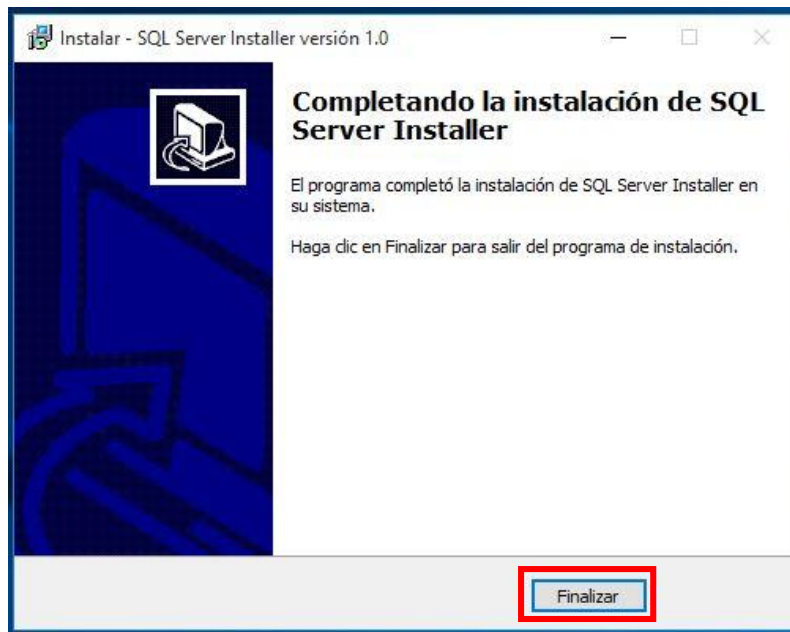 Instalar - SQL Server Installer versión 1.0
Completando la instalación de SQL
Server Installer
El programa completó la instalación de SQL Server Installer en
su sistema.
Haga clic en Finalizar para salir del programa de instalación.
Finalizar